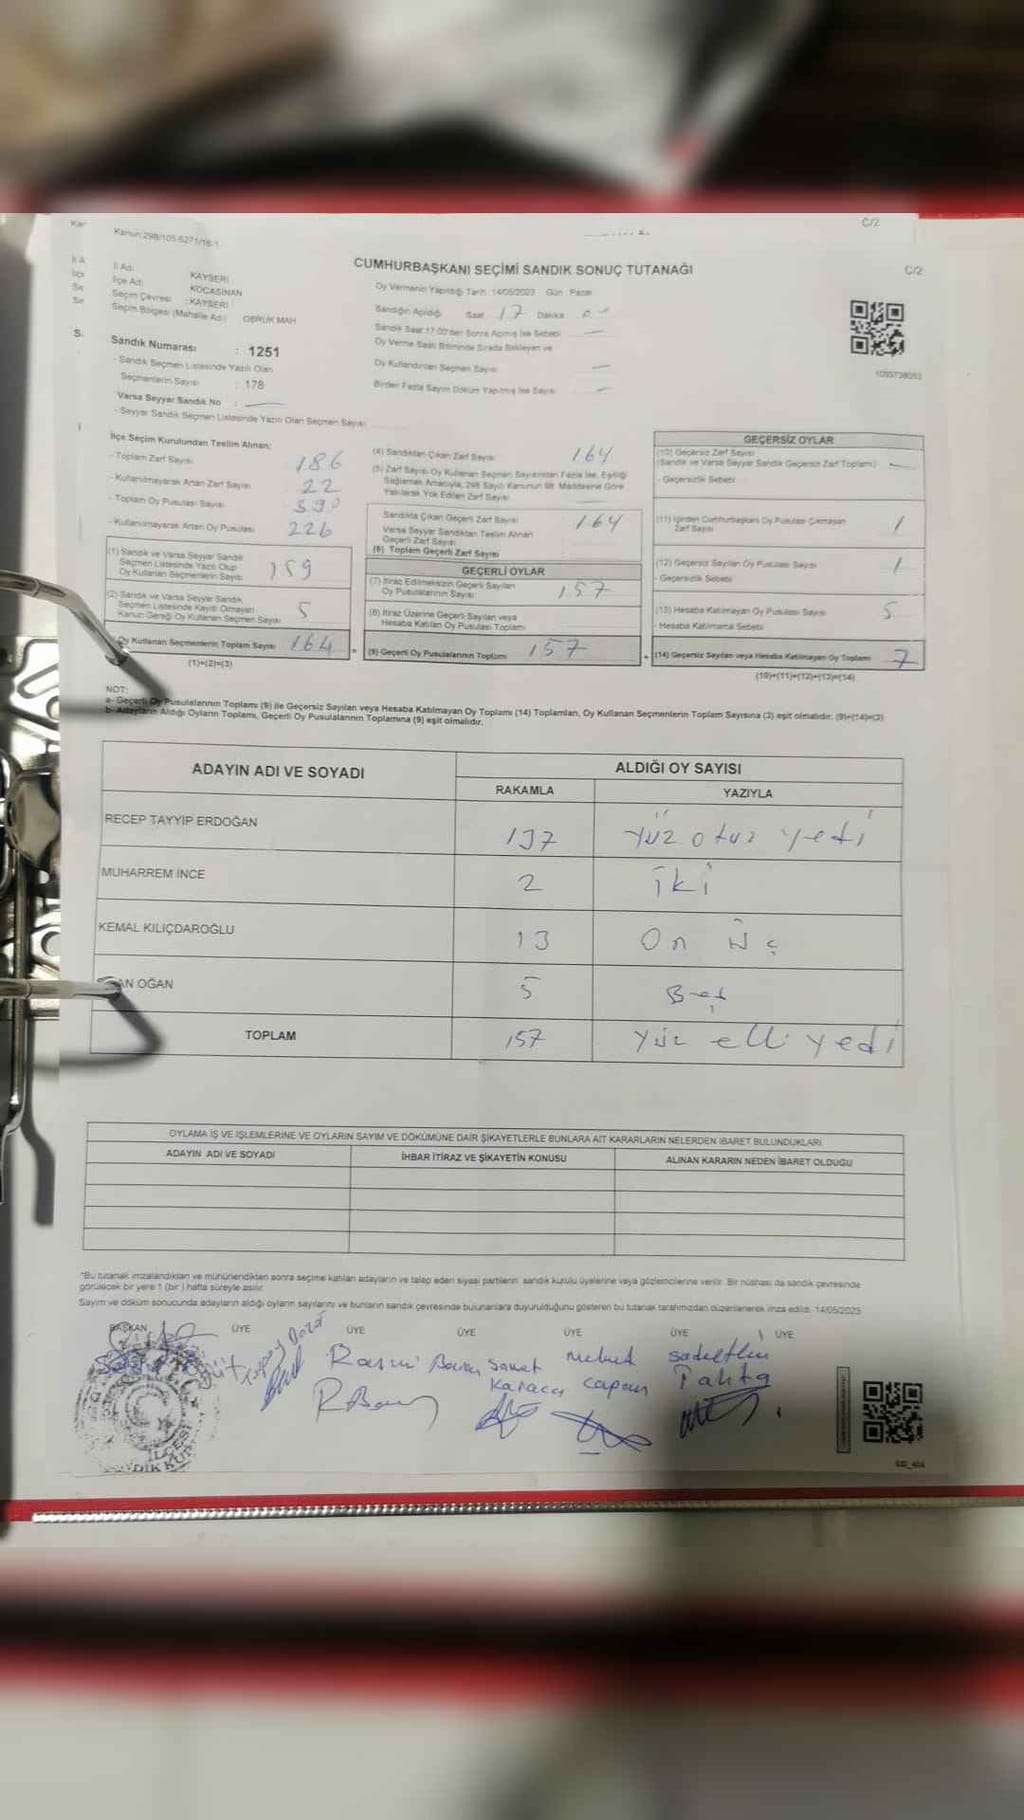 Kanun:298/105.6271/18-1
C/2
CUMHURBAŞKANI SEÇİMİ SANDIK SONUÇ TUTANAĞI
C/2
İl Adı: KAYSERİ
İlçe Adı: KOCASİNAN
Seçim Çevresi :KAYSERİ
Seçim Bölgesi (Mahalle Adı): OBRUK MAH
Oy Vermenin Yapıldığı Tarih :14/05/2023 Gün : Pazar
Sandığın Açıldığı Saat 17 Dakika
Sandık Saat 17:00'den Sonra Açılmış İse Sebebi
Oy Verme Saati Bitiminde Sırada Bekleyen ve
Oy Kullandırılan Seçmen Sayısı
Birden Fazla Sayım Döküm Yapılmış İse Sayısı
Sandık Numarası : 1251
- Sandık Seçmen Listesinde Yazılı Olan
Seçmenlerin Sayısı : 178
Varsa Seyyar Sandık No :
- Seyyar Sandık Seçmen Listesinde Yazılı Olan Seçmen Sayısı:
İlçe Seçim Kurulundan Teslim Alınan:
- Toplam Zarf Sayısı 186
- Kullanılmayarak Artan Zarf Sayısı 22
- Toplam Oy Pusulası Sayısı 390
- Kullanılmayarak Artan Oy Pusulası 226
(1) Sandık ve Varsa Seyyar Sandık
Seçmen Listesinde Yazılı Olup
Oy Kullanan Seçmenlerin Sayısı 159
(2) Sandık ve Varsa Seyyar Sandık
Seçmen Listesinde Kayıtlı Olmayan
Kanun Gereği Oy Kullanan Seçmen Sayısı 5
Oy Kullanan Seçmenlerin Toplam Sayısı 164
(1)+(2)=(3)
(4) Sandıktan Çıkan Zarf Sayısı 164
(5) Zarf Sayısı Oy Kullanan Seçmen Sayısından Fazla İse, Eşitliği
Sağlamak Amacıyla, 298 Sayılı Kanunun 98. Maddesine Göre
Yakılarak Yok Edilen Zarf Sayısı
Sandıkta Çıkan Geçerli Zarf Sayısı 164
Varsa Seyyar Sandıktan Teslim Alınan
Geçerli Zarf Sayısı
(6) Toplam Geçerli Zarf Sayısı
GEÇERLİ OYLAR
(7) İtiraz Edilmeksizin Geçerli Sayılan
Oy Pusulalarının Sayısı 157
(8) İtiraz Üzerine Geçerli Sayılan veya
Hesaba Katılan Oy Pusulası Toplamı
(9) Geçerli Oy Pusulalarının Toplamı 157
GEÇERSİZ OYLAR
(10) Geçersiz Zarf Sayısı
(Sandık ve Varsa Seyyar Sandık Geçersiz Zarf Toplamı)
- Geçersizlik Sebebi:
(11) İçinden Cumhurbaşkanı Oy Pusulası Çıkmayan
Zarf Sayısı 1
(12) Geçersiz Sayılan Oy Pusulası Sayısı 1
- Geçersizlik Sebebi:
(13) Hesaba Katılmayan Oy Pusulası Sayısı 5
- Hesaba Katılmama Sebebi:
(14) Geçersiz Sayılan veya Hesaba Katılmayan Oy Toplamı 7
(10)+(11)+(12)+(13)=(14)
NOT:
a- Geçerli Oy Pusulalarının Toplamı (9) ile Geçersiz Sayılan veya Hesaba Katılmayan Oy Toplamı (14) Toplamları, Oy Kullanan Seçmenlerin Toplam Sayısına (3) eşit olmalıdır. (9)+(14)=(3)
b- Adayların Aldığı Oyların Toplamı, Geçerli Oy Pusulalarının Toplamına (9) eşit olmalıdır.
ADAYIN ADI VE SOYADI
ALDIĞI OY SAYISI
RAKAMLA YAZIYLA
RECEP TAYYİP ERDOĞAN 137 Yüz otuz yedi
MUHARREM İNCE 2 iki
KEMAL KILIÇDAROĞLU 13 On üç
AN OĞAN 5 Beş
TOPLAM 157 Yüz elli yedi
OYLAMA İŞ VE İŞLEMLERİNE VE OYLARIN SAYIM VE DÖKÜMÜNE DAİR ŞİKAYETLERLE BUNLARA AİT KARARLARIN NELERDEN İBARET BULUNDUKLARI
ADAYIN ADI VE SOYADI İHBAR İTİRAZ VE ŞİKAYETİN KONUSU ALINAN KARARIN NEDEN İBARET OLDUĞU
*Bu tutanak imzalandıktan ve mühürlendikten sonra seçime katılan adayların ve talep eden siyasi partilerin sandık kurulu üyelerine veya gözlemcilerine verilir. Bir nüshası da sandık çevresinde
görülecek bir yere 1 (bir) hafta süreyle asılır.
Sayım ve döküm sonucunda adayların aldığı oyların sayılarını ve bunların sandık çevresinde bulunanlara duyurulduğunu gösteren bu tutanak tarafımızdan düzenlenerek imza edildi. 14/05/2023
BAŞKAN ÜYE ÜYE ÜYE ÜYE ÜYE ÜYE